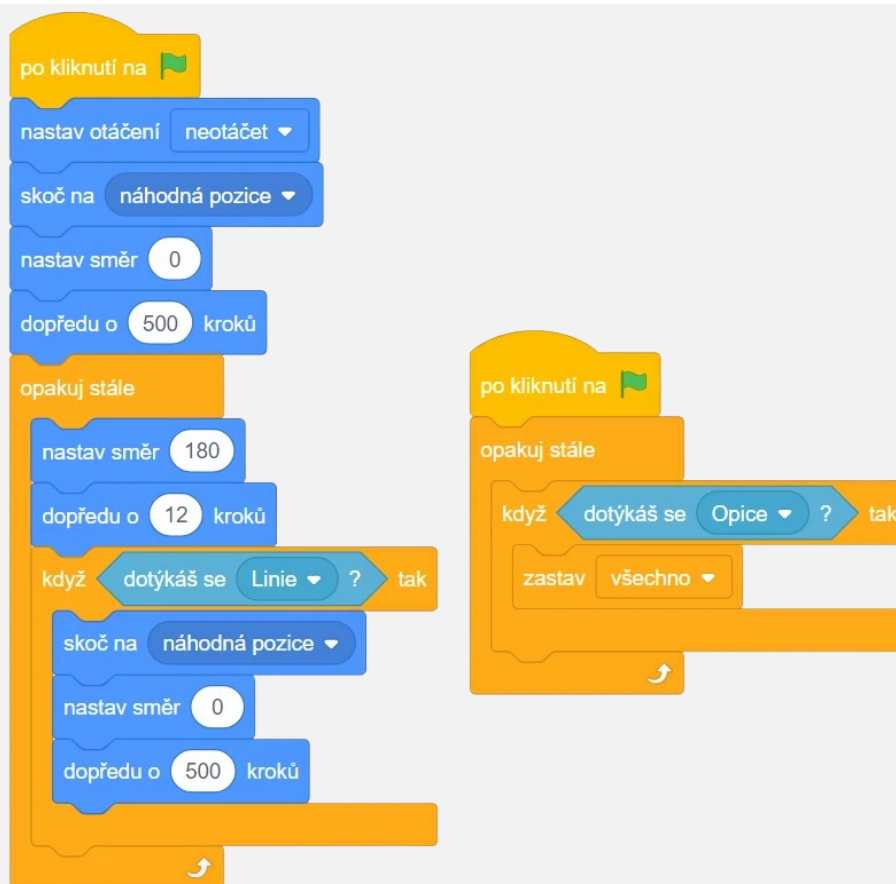 po kliknutí na
nastav otáčení neotáčet
skoč na náhodná pozice
nastav směr 0
dopředu o 500 kroků
opakuj stále
nastav směr 180
dopředu o 12 kroků
když dotýkáš se Linie ? tak
skoč na náhodná pozice
nastav směr 0
dopředu o 500 kroků
po kliknutí na
opakuj stále
když dotýkáš se Opice ? tak
zastav všechno